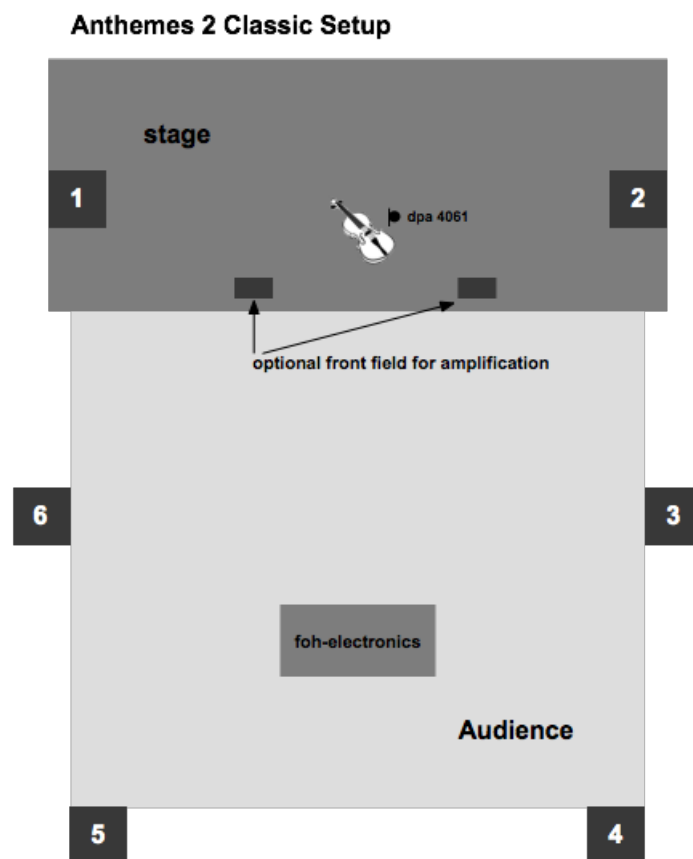 Anthemes 2 Classic Setup
stage
1
2
dpa 4061
optional front field for amplification
6
3
foh-electronics
Audience
5
4